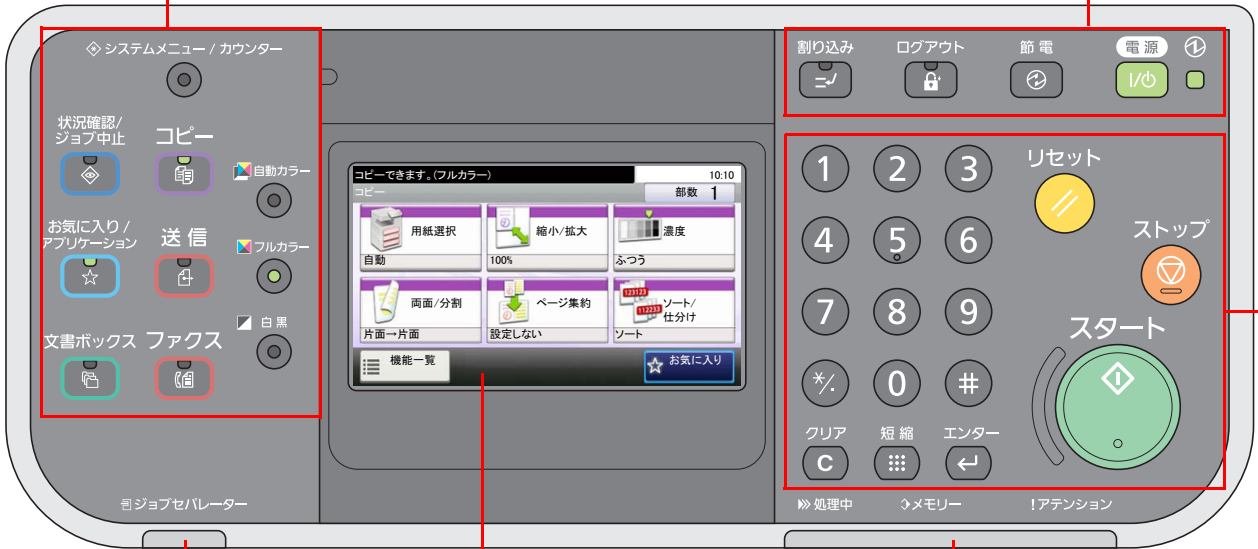 システムメニュー / カウンター
状況確認/
ジョブ中止
コピー
自動カラー
お気に入り /
アプリケーション
送信
フルカラー
文書ボックス
ファクス
白黒
ジョブセパレーター
コピーできます。(フルカラー)
10:10
コピー
部数 1
用紙選択
自動
縮小/拡大
100%
濃度
ふつう
両面/分割
片面→片面
ページ集約
設定しない
123123
112233
ソート/
仕分け
ソート
機能一覧
お気に入り
割り込み
ログアウト
節電
電源
I/⏻
1
2
3
リセット
4
5
6
ストップ
7
8
9
スタート
*/.
0
#
クリア
短縮
エンター
C
処理中
メモリー
!アテンション